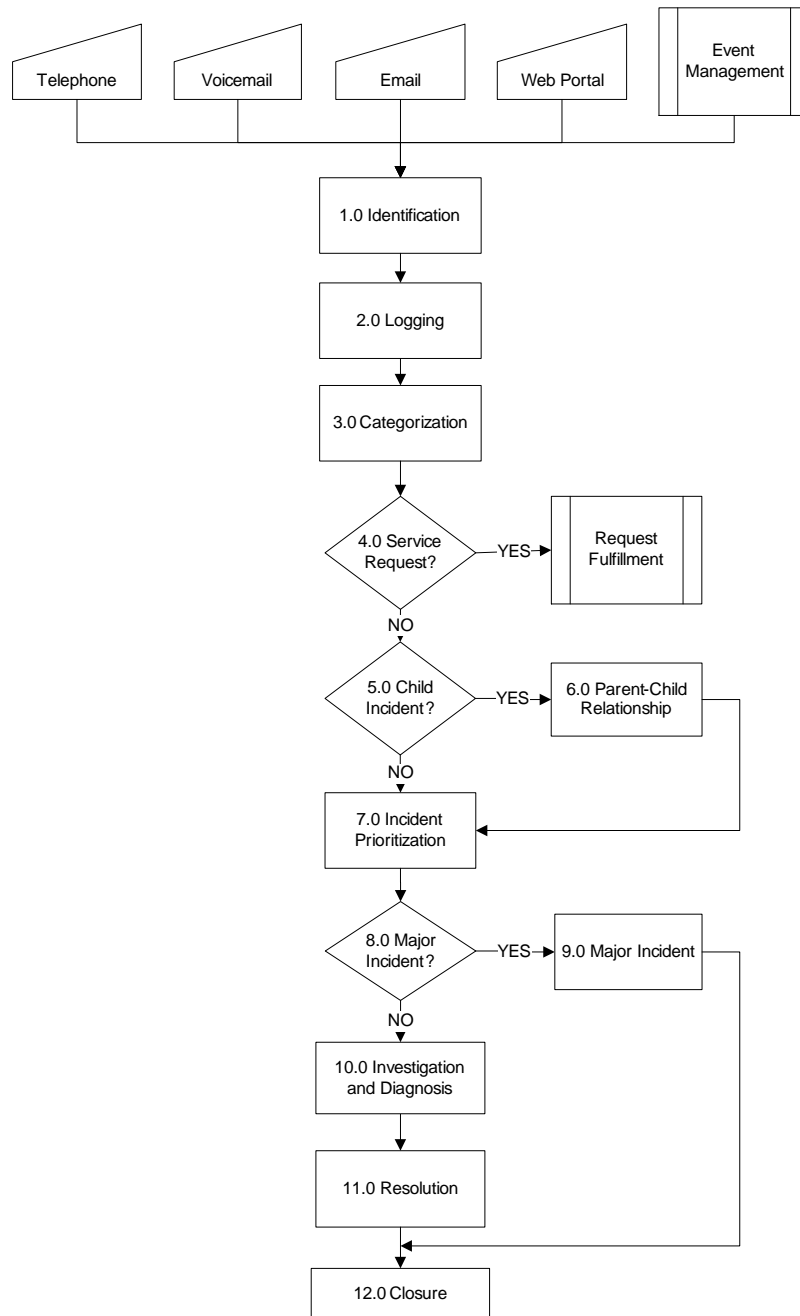 Telephone
Voicemail
Email
Web Portal
Event
Management
1.0 Identification
2.0 Logging
3.0 Categorization
4.0 Service
Request?
YES
Request
Fulfillment
NO
5.0 Child
Incident?
YES
6.0 Parent-Child
Relationship
NO
7.0 Incident
Prioritization
8.0 Major
Incident?
YES
9.0 Major Incident
NO
10.0 Investigation
and Diagnosis
11.0 Resolution
12.0 Closure